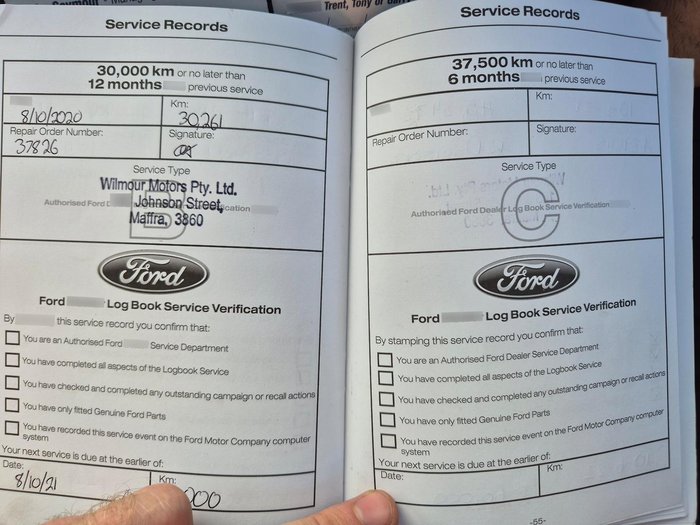 Trent, Tony or
Service Records
30,000 km or no later than
12 months previous service
8/10/2020
Km:
30,261
Repair Order Number:
37826
Signature:
Service Type
B
Wilmour Motors Pty. Ltd.
Authorised Ford Johnson Street,
Maffra, 3860
Ford
Ford Log Book Service Verification
By this service record you confirm that:
You are an Authorised Ford Service Department
You have completed all aspects of the Logbook Service
You have checked and completed any outstanding campaign or recall actions
You have only fitted Genuine Ford Parts
You have recorded this service event on the Ford Motor Company computer
system
Your next service is due at the earlier of:
Date:
8/10/21
Km:
000
Service Records
37,500 km or no later than
6 months previous service
Km:
Repair Order Number:
Signature:
Service Type
C
Authorised Ford Dealer Log Book Service Verification
Ford
Ford Log Book Service Verification
By stamping this service record you confirm that:
You are an Authorised Ford Dealer Service Department
You have completed all aspects of the Logbook Service
You have checked and completed any outstanding campaign or recall actions
You have only fitted Genuine Ford Parts
You have recorded this service event on the Ford Motor Company computer
system
Your next service is due at the earlier of:
Date:
Km:
-55-